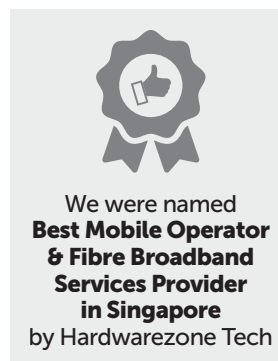 We were named
Best Mobile Operator
& Fibre Broadband
Services Provider
in Singapore
by Hardwarezone Tech